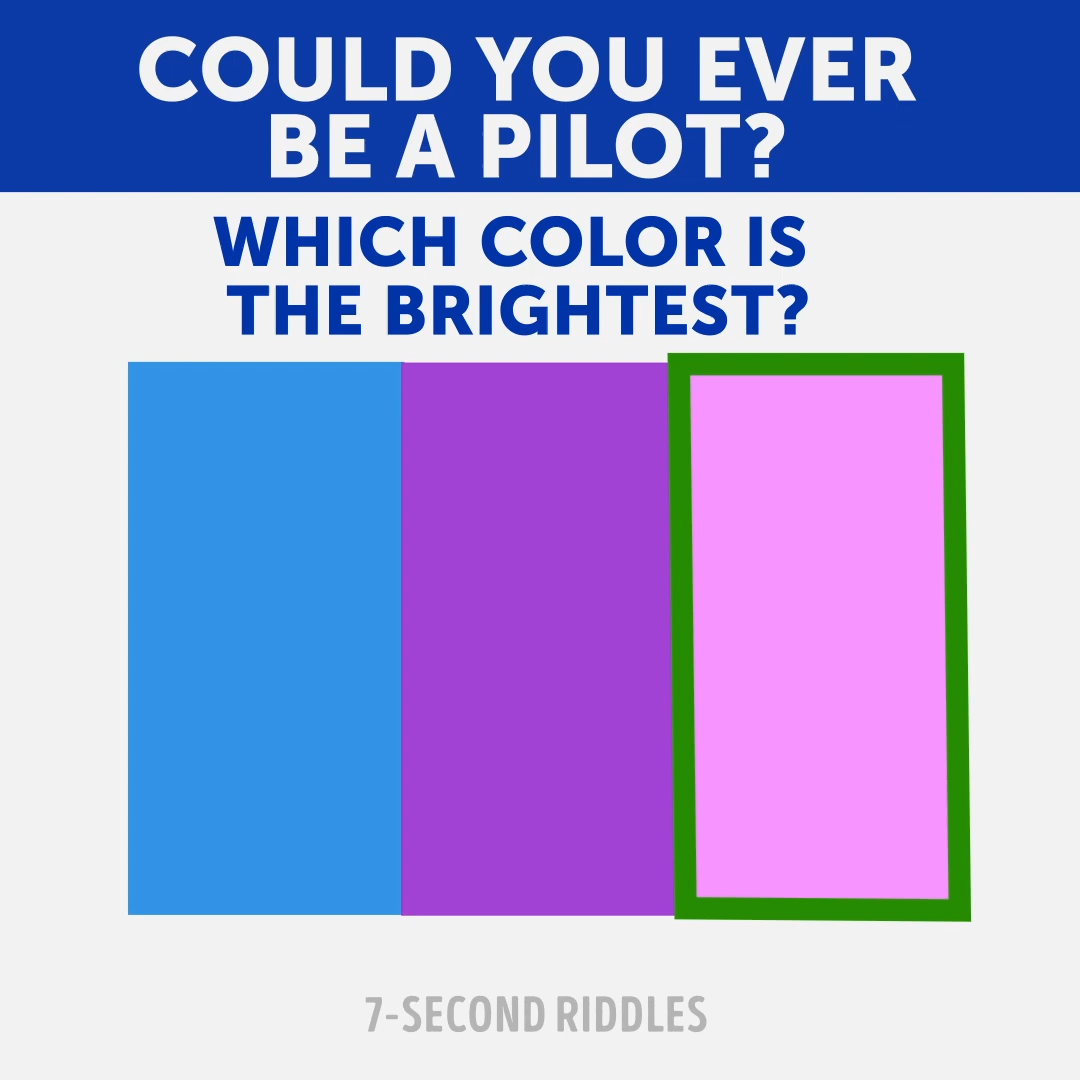 COULD YOU EVER
BE A PILOT?
WHICH COLOR IS
THE BRIGHTEST?
7-SECOND RIDDLES